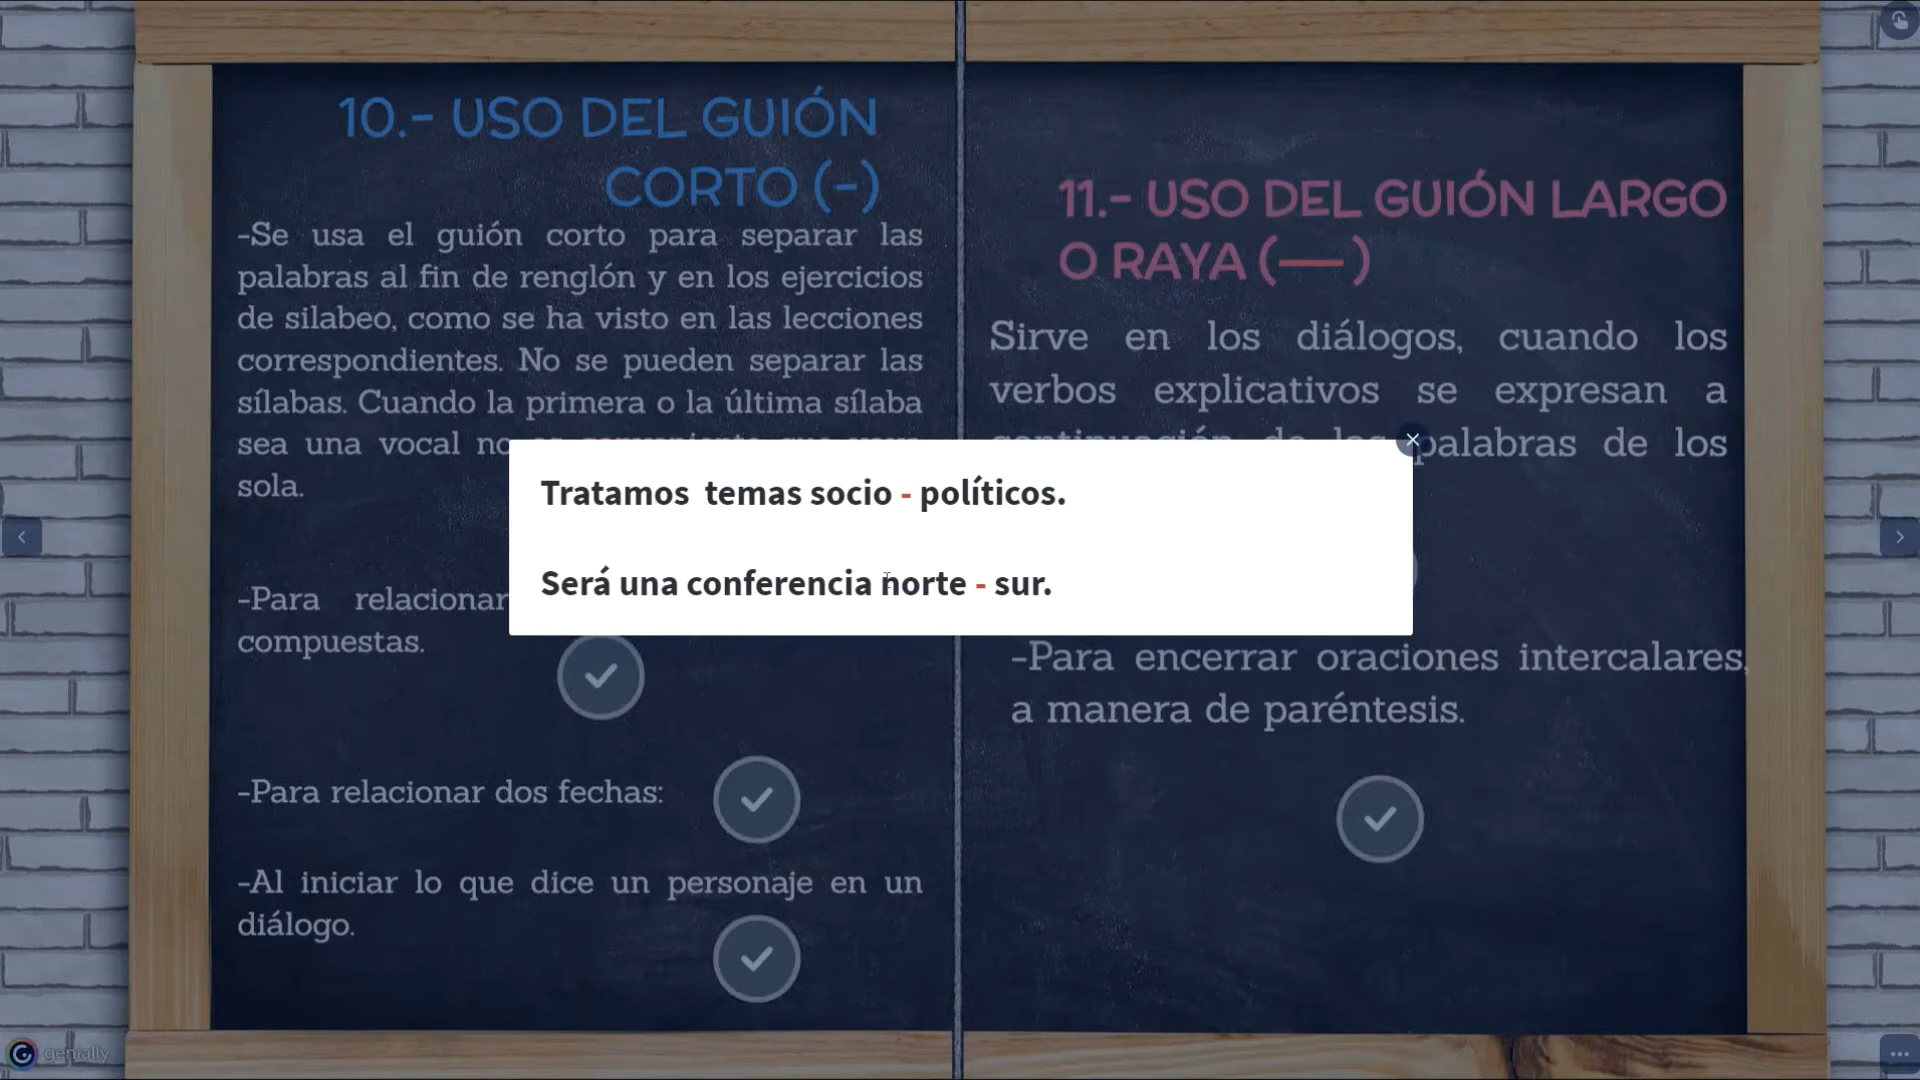 10.- USO DEL GUIÓN
CORTO (-)
-Se usa el guión corto para separar las
palabras al fin de renglón y en los ejercicios
de silabeo, como se ha visto en las lecciones
correspondientes. No se pueden separar las
sílabas. Cuando la primera o la última sílaba
sea una vocal no
sola.
-Para relacionar
compuestas.
-Para relacionar dos fechas:
-Al iniciar lo que dice un personaje en un
diálogo.
Tratamos temas socio - políticos.
Será una conferencia norte - sur.
11.- USO DEL GUIÓN LARGO
O RAYA (— )
Sirve en los diálogos, cuando los
verbos explicativos se expresan a
continuación de las palabras de los
-Para encerrar oraciones intercalares,
a manera de paréntesis.
genially